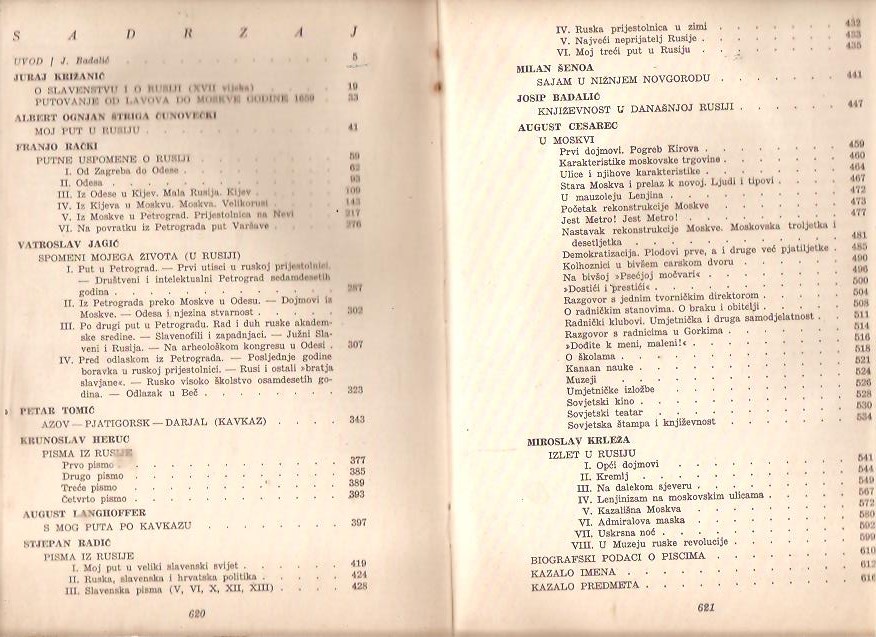 S A D R Ž A J
UVOD / J. Badalić . . . 5
JURAJ KRIŽANIĆ
O SLAVENSTVU I O RUSIJI (XVII vijeka) . . . 19
PUTOVANJE OD LAVOVA DO MOSKVE GODINE 1659 . . . 33
ALBERT OGNJAN ŠTRIGA ČUNOVEČKI
MOJ PUT U RUSIJU . . . 41
FRANJO RAČKI
PUTNE USPOMENE O RUSIJI . . . 59
I. Od Zagreba do Odese . . . 62
II. Odesa . . . 93
III. Iz Odese u Kijev. Mala Rusija. Kijev . . . 109
IV. Iz Kijeva u Moskvu. Moskva. Velikorusi . . . 143
V. Iz Moskve u Petrograd. Prijestolnica na Nevi . . . 217
VI. Na povratku iz Petrograda put Varšave . . . 276
VATROSLAV JAGIĆ
SPOMENI MOJEGA ŽIVOTA (U RUSIJI)
I. Put u Petrograd. — Prvi utisci u ruskoj prijestolnici.
— Društveni i intelektualni Petrograd sedamdesetih
godina . . . 287
II. Iz Petrograda preko Moskve u Odesu. — Dojmovi iz
Moskve. — Odesa i njezina stvarnost . . . 302
III. Po drugi put u Petrogradu. Rad i duh ruske akadem-
ske sredine. — Slavenofili i zapadnjaci. — Južni Sla-
veni i Rusija. — Na arheološkom kongresu u Odesi . 307
IV. Pred odlaskom iz Petrograda. — Posljednje godine
boravka u ruskoj prijestolnici. — Rusi i ostali »bratja
slavjane«. — Rusko visoko školstvo osamdesetih go-
dina. — Odlazak u Beč . . . 323
PETAR TOMIĆ
AZOV—PJATIGORSK—DARJAL (KAVKAZ) . . . 343
KRUNOSLAV HERUC
PISMA IZ RUSIJE
Prvo pismo . . . 377
Drugo pismo . . . 385
Treće pismo . . . 389
Četvrto pismo . . . 393
AUGUST LANGHOFFER
S MOG PUTA PO KAVKAZU . . . 397
STJEPAN RADIĆ
PISMA IZ RUSIJE
I. Moj put u veliki slavenski svijet . . . 419
II. Ruska, slavenska i hrvatska politika . . . 424
III. Slavenska pisma (V, VI, X, XII, XIII) . . . 428
620
IV. Ruska prijestolnica u zimi . . . 432
V. Najveći neprijatelj Rusije . . . 433
VI. Moj treći put u Rusiju . . . 435
MILAN ŠENOA
SAJAM U NIŽNJEM NOVGORODU . . . 441
JOSIP BADALIĆ
KNJIŽEVNOST U DANAŠNJOJ RUSIJI . . . 447
AUGUST CESAREC
U MOSKVI
Prvi dojmovi. Pogreb Kirova . . . 459
Karakteristike moskovske trgovine . . . 460
Ulice i njihove karakteristike . . . 464
Stara Moskva i prelaz k novoj. Ljudi i tipovi . . . 467
U mauzoleju Lenjina . . . 472
Početak rekonstrukcije Moskve . . . 473
Jest Metro! Jest Metro! . . . 477
Nastavak rekonstrukcije Moskve. Moskovska troljetka i
desetljetka . . . 481
Demokratizacija. Plodovi prve, a i druge već pjatiljetke . 485
Kolhoznici u bivšem carskom dvoru . . . 490
Na bivšoj »Psećjoj močvari« . . . 496
»Dostići i prestići« . . . 500
Razgovor s jednim tvorničkim direktorom . . . 504
O radničkim stanovima. O braku i obitelji . . . 508
Radnički klubovi. Umjetnička i druga samodjelatnost . 511
Razgovor s radnicima u Gorkima . . . 514
»Dođite k meni, maleni!« . . . 516
O školama . . . 518
Kanaan nauke . . . 521
Muzeji . . . 524
Umjetničke izložbe . . . 526
Sovjetski kino . . . 528
Sovjetski teatar . . . 530
Sovjetska štampa i književnost . . . 534
MIROSLAV KRLEŽA
IZLET U RUSIJU
I. Opći dojmovi . . . 541
II. Kremlj . . . 544
III. Na dalekom sjeveru . . . 549
IV. Lenjinizam na moskovskim ulicama . . . 567
V. Kazališna Moskva . . . 572
VI. Admiralova maska . . . 580
VII. Uskrsna noć . . . 592
VIII. U Muzeju ruske revolucije . . . 599
BIOGRAFSKI PODACI O PISCIMA . . . 610
KAZALO IMENA . . . 612
KAZALO PREDMETA . . . 616
621